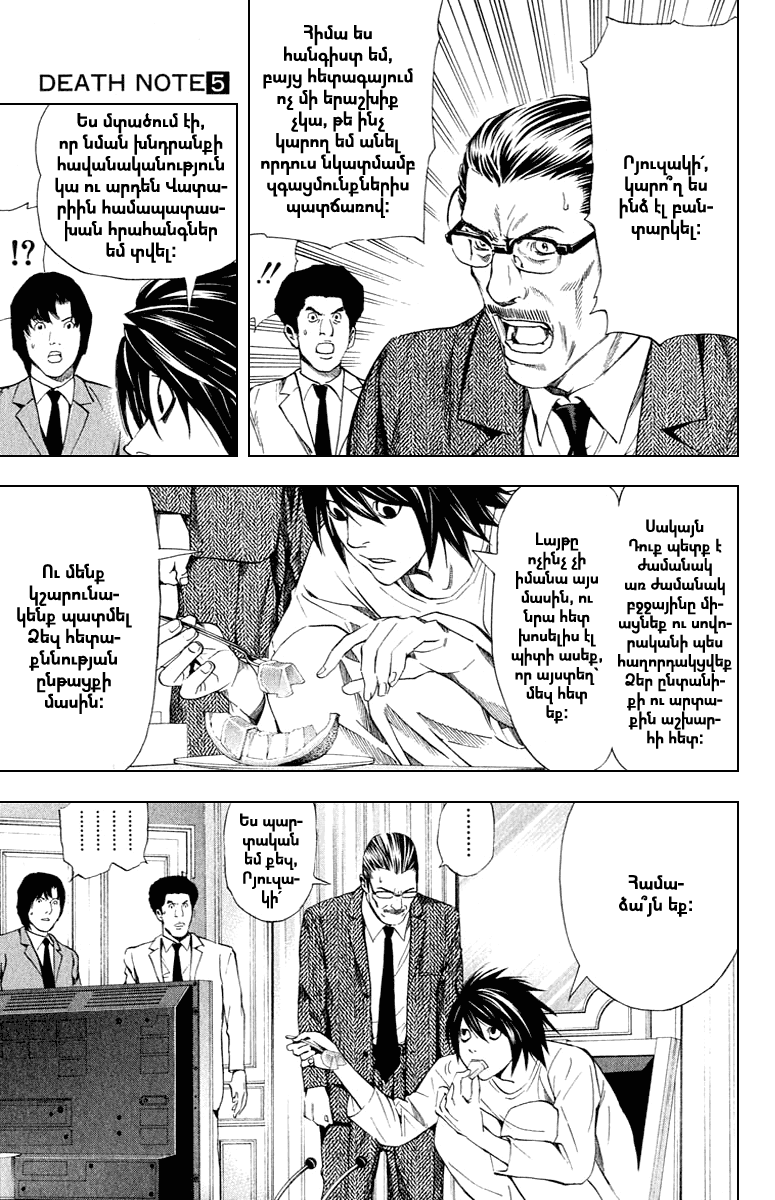 DEATH NOTE 5
Րյուզակի՛,
կարո՞ղ ես
ինձ էլ բան-
տարկել:
Հիմա ես
հանգիստ եմ,
բայց հետագայում
ոչ մի երաշխիք
չկա, թե ինչ
կարող եմ անել
որդուս նկատմամբ
զգացմունքներիս
պատճառով:
!!
Ես մտածում էի,
որ նման խնդրանքի
հավանականություն
կա ու արդեն Վատա-
րիին համապատաս-
խան հրահանգներ
եմ տվել:
!?
Սակայն
Դուք պետք է
ժամանակ
առ ժամանակ
բջջայինը մի-
ացնեք ու սովո-
րականի պես
հաղորդակցվեք
Ձեր ընտանի-
քի ու արտա-
քին աշխար-
հի հետ:
Լայթը
ոչինչ չի
իմանա այս
մասին, ու
նրա հետ
խոսելիս էլ
պիտի ասեք,
որ այստեղ՝
մեզ հետ
եք:
Ու մենք
կշարունա-
կենք պատմել
Ձեզ հետա-
քննության
ընթացքի
մասին:
Համա-
ձա՞յն եք:
Ես պար-
տական
եմ քեզ,
Րյուզա-
կի՛